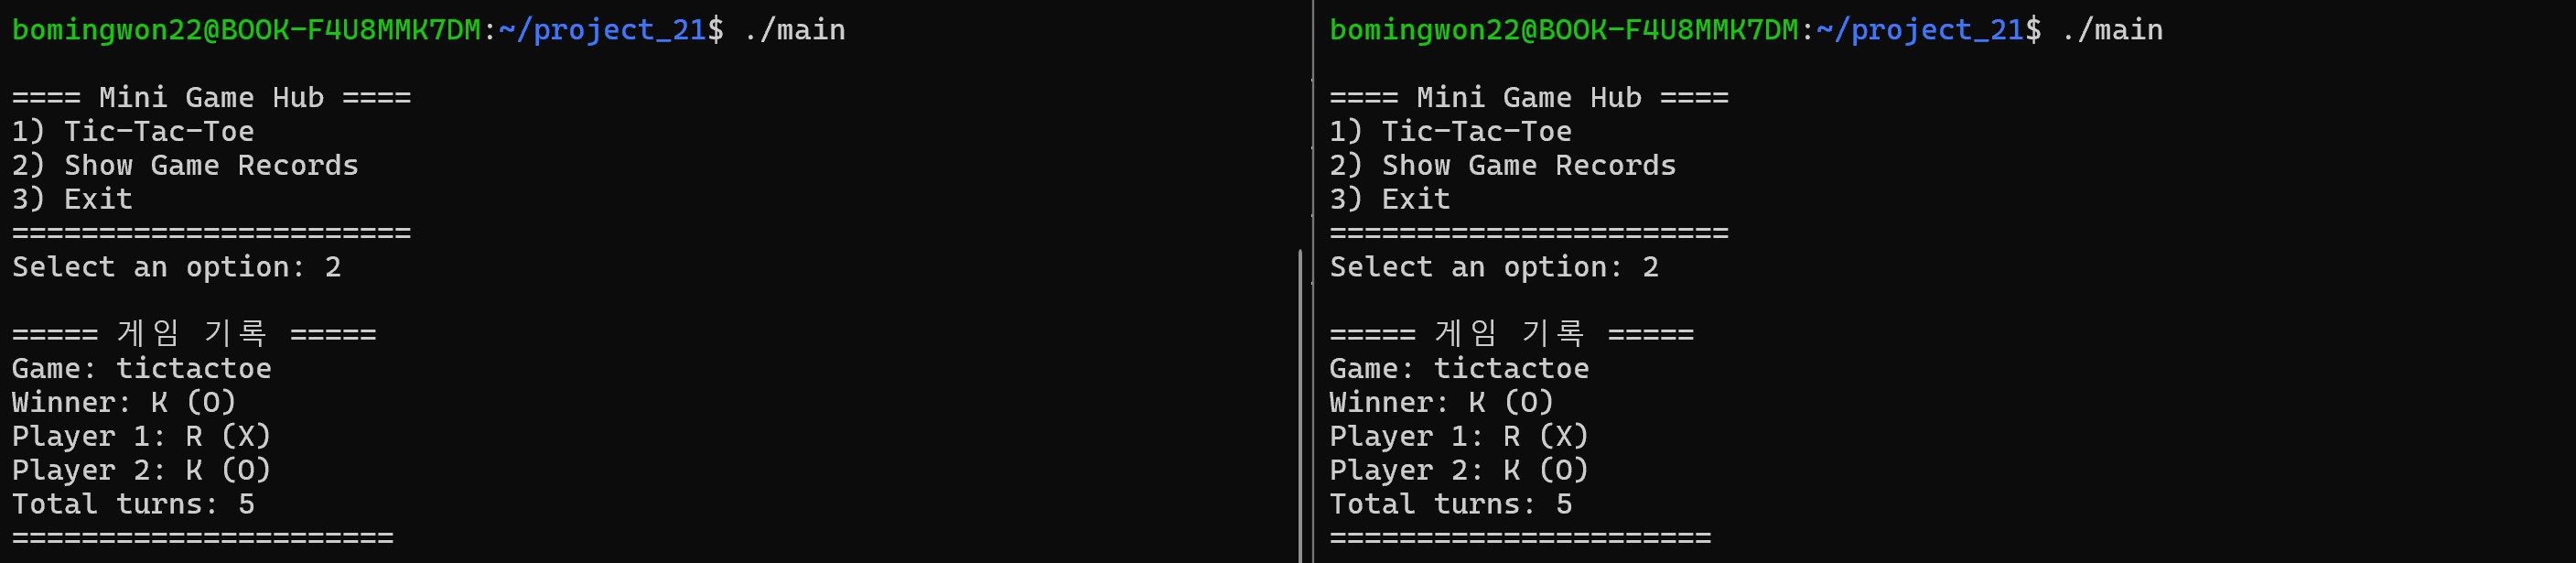 bomingwon22@BOOK-F4U8MMK7DM:~/project_21$ ./main
==== Mini Game Hub ====
1) Tic-Tac-Toe
2) Show Game Records
3) Exit
=======================
Select an option: 2
===== 게임 기록 =====
Game: tictactoe
Winner: K (O)
Player 1: R (X)
Player 2: K (O)
Total turns: 5
======================
bomingwon22@BOOK-F4U8MMK7DM:~/project_21$ ./main
==== Mini Game Hub ====
1) Tic-Tac-Toe
2) Show Game Records
3) Exit
=======================
Select an option: 2
===== 게임 기록 =====
Game: tictactoe
Winner: K (O)
Player 1: R (X)
Player 2: K (O)
Total turns: 5
======================